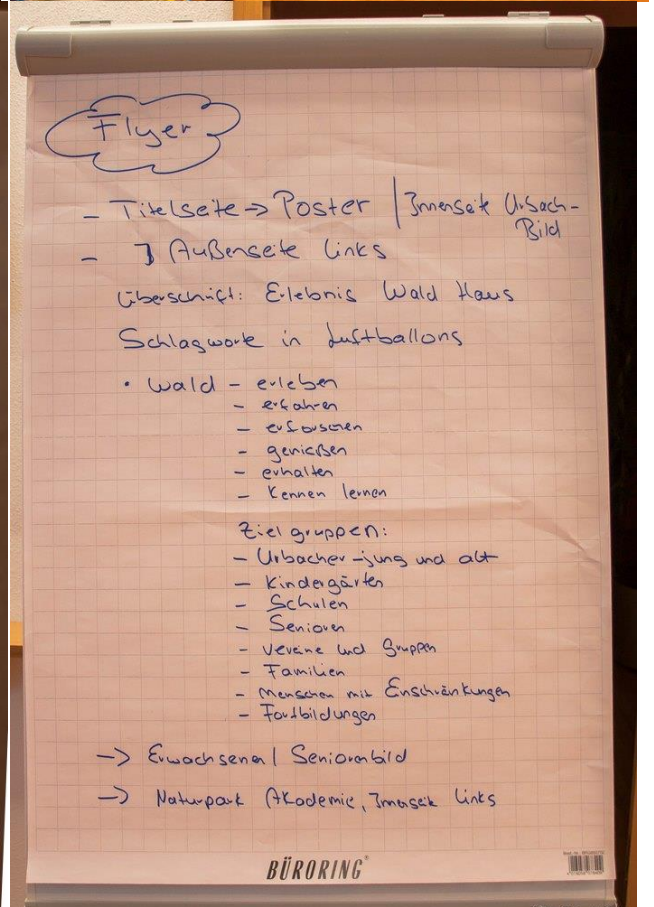 Flyer
- Titelseite -> Poster | Innenseite Urbach-
Bild
- Außenseite links
Überschrift: Erlebnis Wald Haus
Schlagworte in Luftballons
• Wald - erleben
- erfahren
- erforschen
- genießen
- erhalten
- kennen lernen
Zielgruppen:
- Urbacher - jung und alt
- Kindergärten
- Schulen
- Senioren
- Vereine und Gruppen
- Familien
- Menschen mit Enschränkungen
- Fortbildungen
-> Erwachsenen / Seniorenbild
-> Naturpark Akademie, Innenseite links
BÜRORING